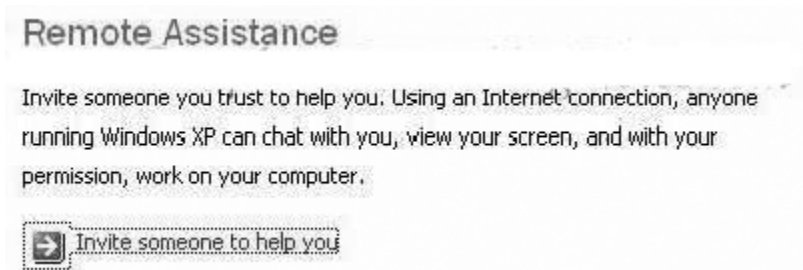 Remote Assistance
Invite someone you trust to help you. Using an Internet connection, anyone
running Windows XP can chat with you, view your screen, and with your
permission, work on your computer.
Invite someone to help you